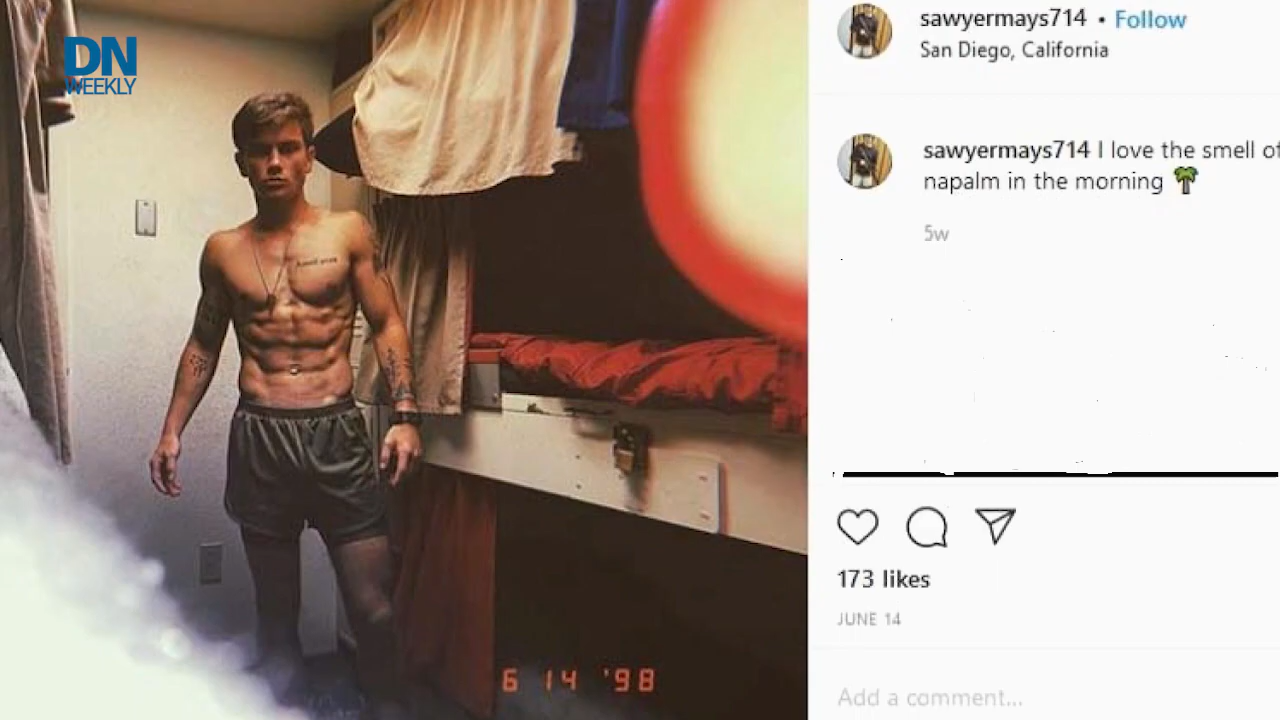 DN
WEEKLY
sawyermays714 • Follow
San Diego, California
sawyermays714 I love the smell of
napalm in the morning
5w
173 likes
JUNE 14
Add a comment...
6 14 '98